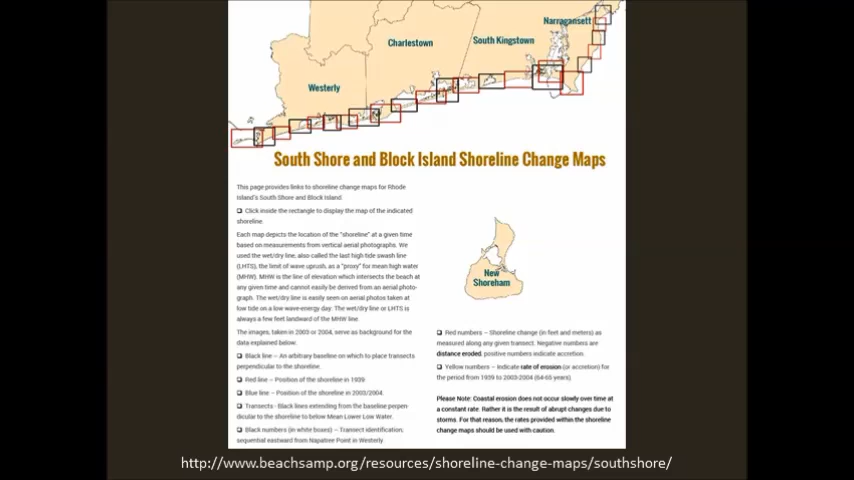 Narragansett
South Kingstown
Charlestown
Westerly
South Shore and Block Island Shoreline Change Maps
This page provides links to shoreline change maps for Rhode
Island's South Shore and Block Island
Click inside the rectangle to display the map of the indicated
shoreline.
Each map depicts the location of the "shoreline" at a given time
based on measurements from vertical aerial photographs. We
used the wet/dry line, also called the last high tide swash line
(LHTS), the limit of wave uprush, as a "proxy" for mean high water
(MHW). MHW is the line of elevation which intersects the beach at
any given time and cannot easily be derived from an aerial photo-
graph. The wet/dry line is easily seen on aerial photos taken at
low tide on a low wave-energy day. The wet/dry line or LHTS is
always a few feet landward of the MHW line.
The images, taken in 2003 or 2004, serve as background for the
data explained below.
Black line – An arbitrary baseline on which to place transects
perpendicular to the shoreline.
Red line – Position of the shoreline in 1939
Blue line – Position of the shoreline in 2003/2004.
Transects - Black lines extending from the baseline perpen-
dicular to the shoreline to below Mean Lower Low Water.
Black numbers (in white boxes) – Transect identification,
sequential eastward from Napatree Point in Westerly
New
Shoreham
Red numbers – Shoreline change (in feet and meters) as
measured along any given transect. Negative numbers are
distance eroded, positive numbers indicate accretion.
Yellow numbers – Indicate rate of erosion (or accretion) for
the period from 1939 to 2003-2004 (64-65 years)
Please Note: Coastal erosion does not occur slowly over time at
a constant rate. Rather it is the result of abrupt changes due to
storms. For that reason, the rates provided within the shoreline
change maps should be used with caution.
http://www.beachsamp.org/resources/shoreline-change-maps/southshore/